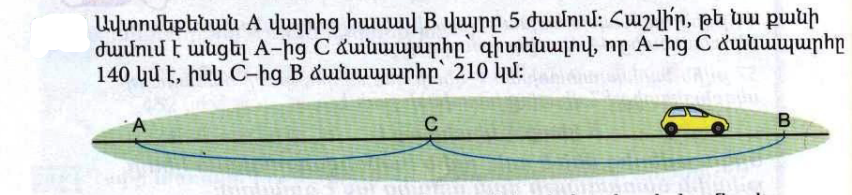 Ավտոմեքենան A վայրից հասավ B վայրը 5 ժամում: Հաշվի՛ր, թե նա քանի
ժամում է անցել A–ից C ճանապարհը՝ գիտենալով, որ A–ից C ճանապարհը
140 կմ է, իսկ C–ից B ճանապարհը՝ 210 կմ:
A C B